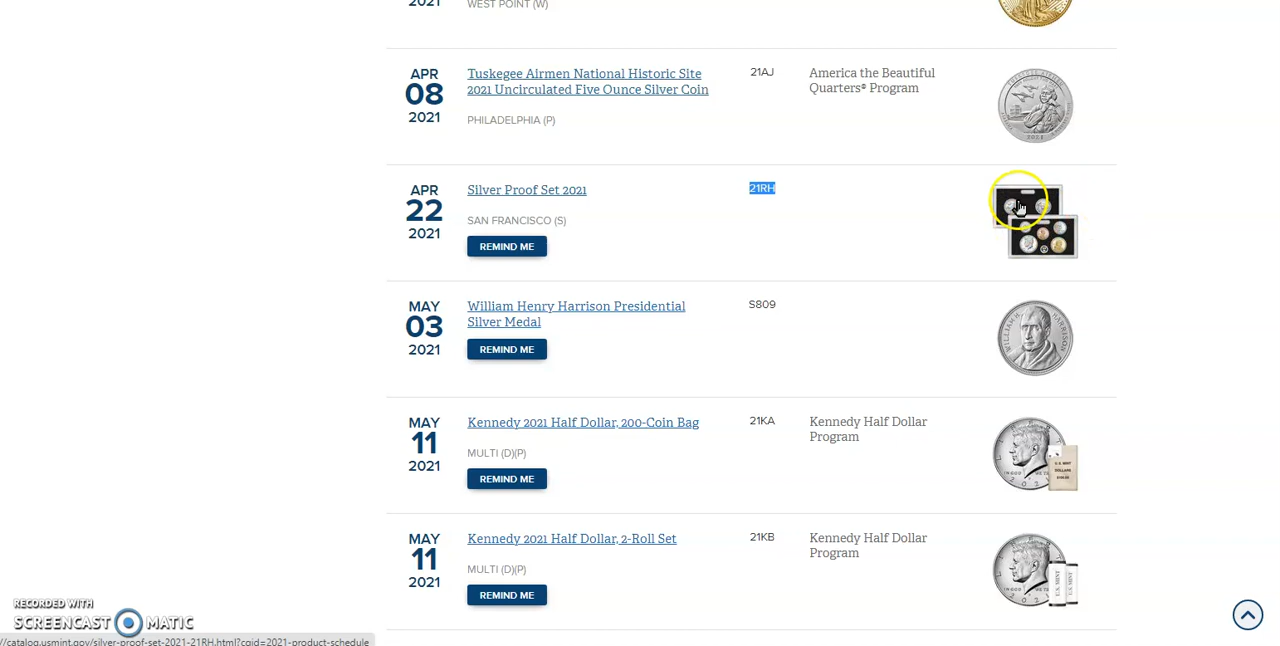 2021
WEST POINT (W)
APR
08
2021
Tuskegee Airmen National Historic Site
2021 Uncirculated Five Ounce Silver Coin
PHILADELPHIA (P)
21AJ
America the Beautiful
Quarters® Program
APR
22
2021
Silver Proof Set 2021
SAN FRANCISCO (S)
REMIND ME
21RH
MAY
03
2021
William Henry Harrison Presidential
Silver Medal
REMIND ME
S809
MAY
11
2021
Kennedy 2021 Half Dollar, 200-Coin Bag
MULTI (D)(P)
REMIND ME
21KA
Kennedy Half Dollar
Program
U.S. MINT
DOLLARS
MAY
11
2021
Kennedy 2021 Half Dollar, 2-Roll Set
MULTI (D)(P)
REMIND ME
21KB
Kennedy Half Dollar
Program
U.S. MINT
U.S. MINT
RECORDED WITH
SCREENCAST MATIC
//catalog.usmint.gov/silver-proof-set-2021-21RH.html?cgid=2021-product-schedule